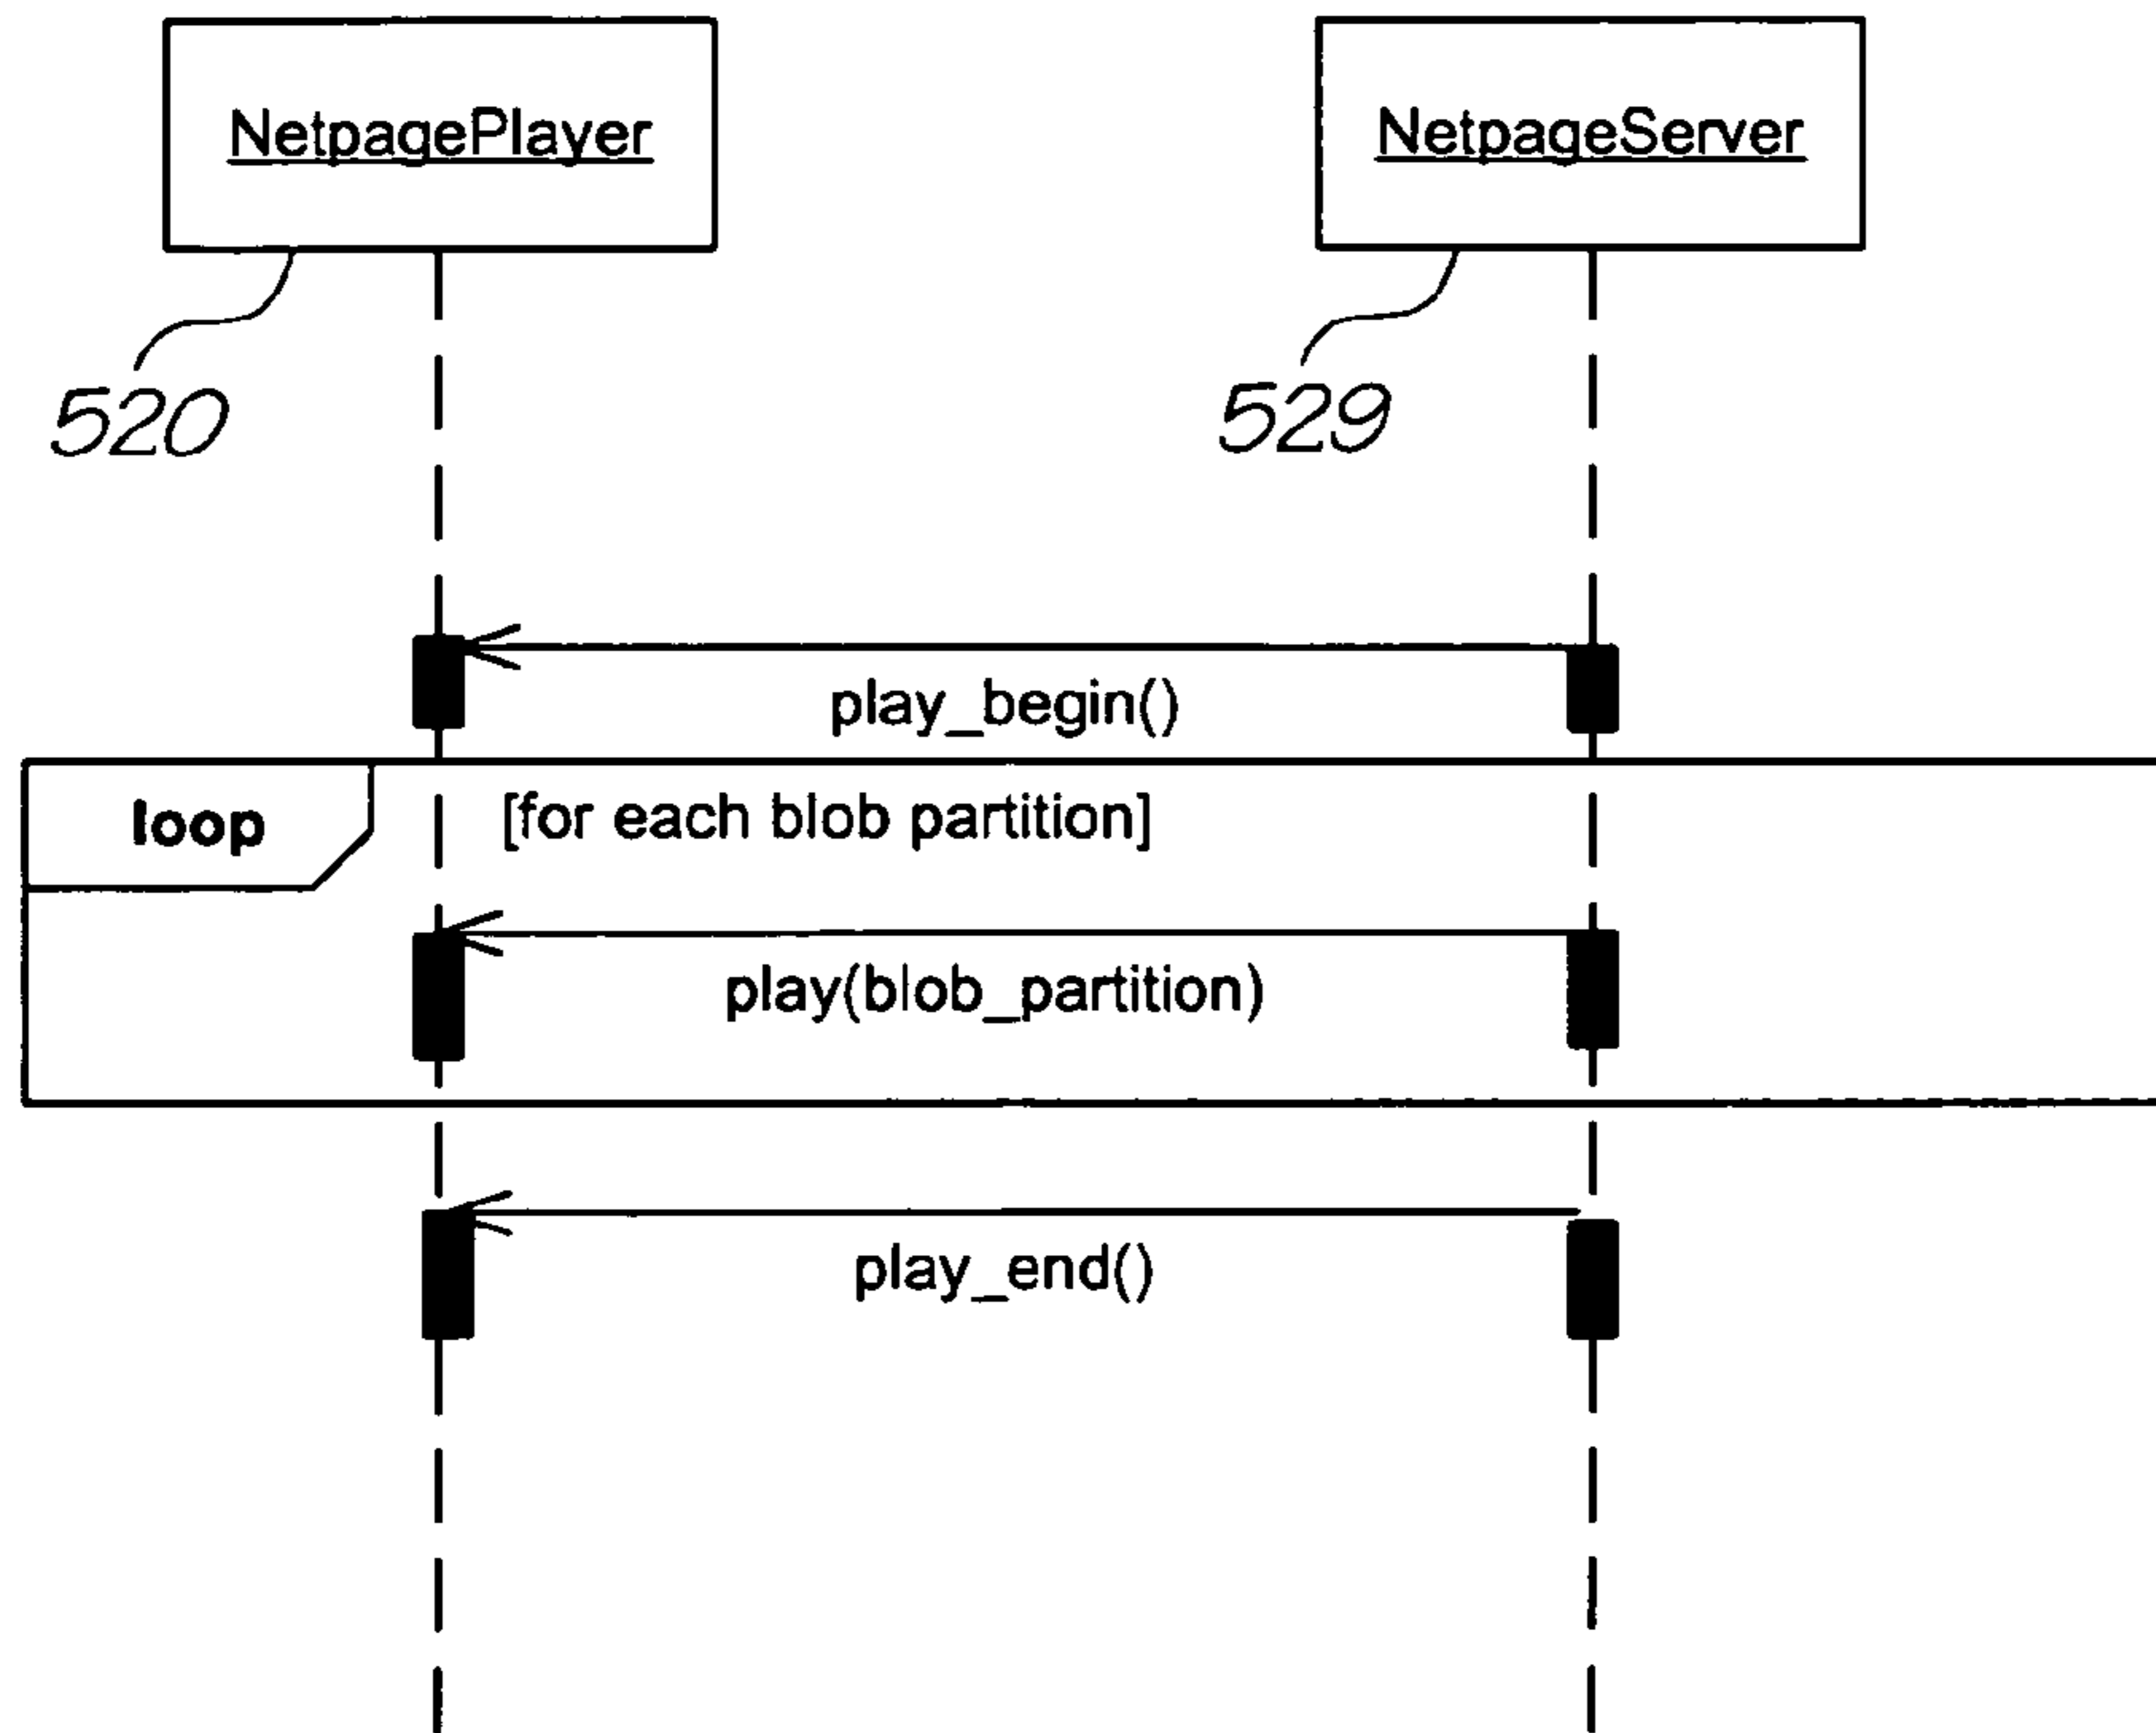 NetpagePlayer
NetpageServer
520
529
play_begin()
loop
[for each blob partition]
play(blob_partition)
play_end()